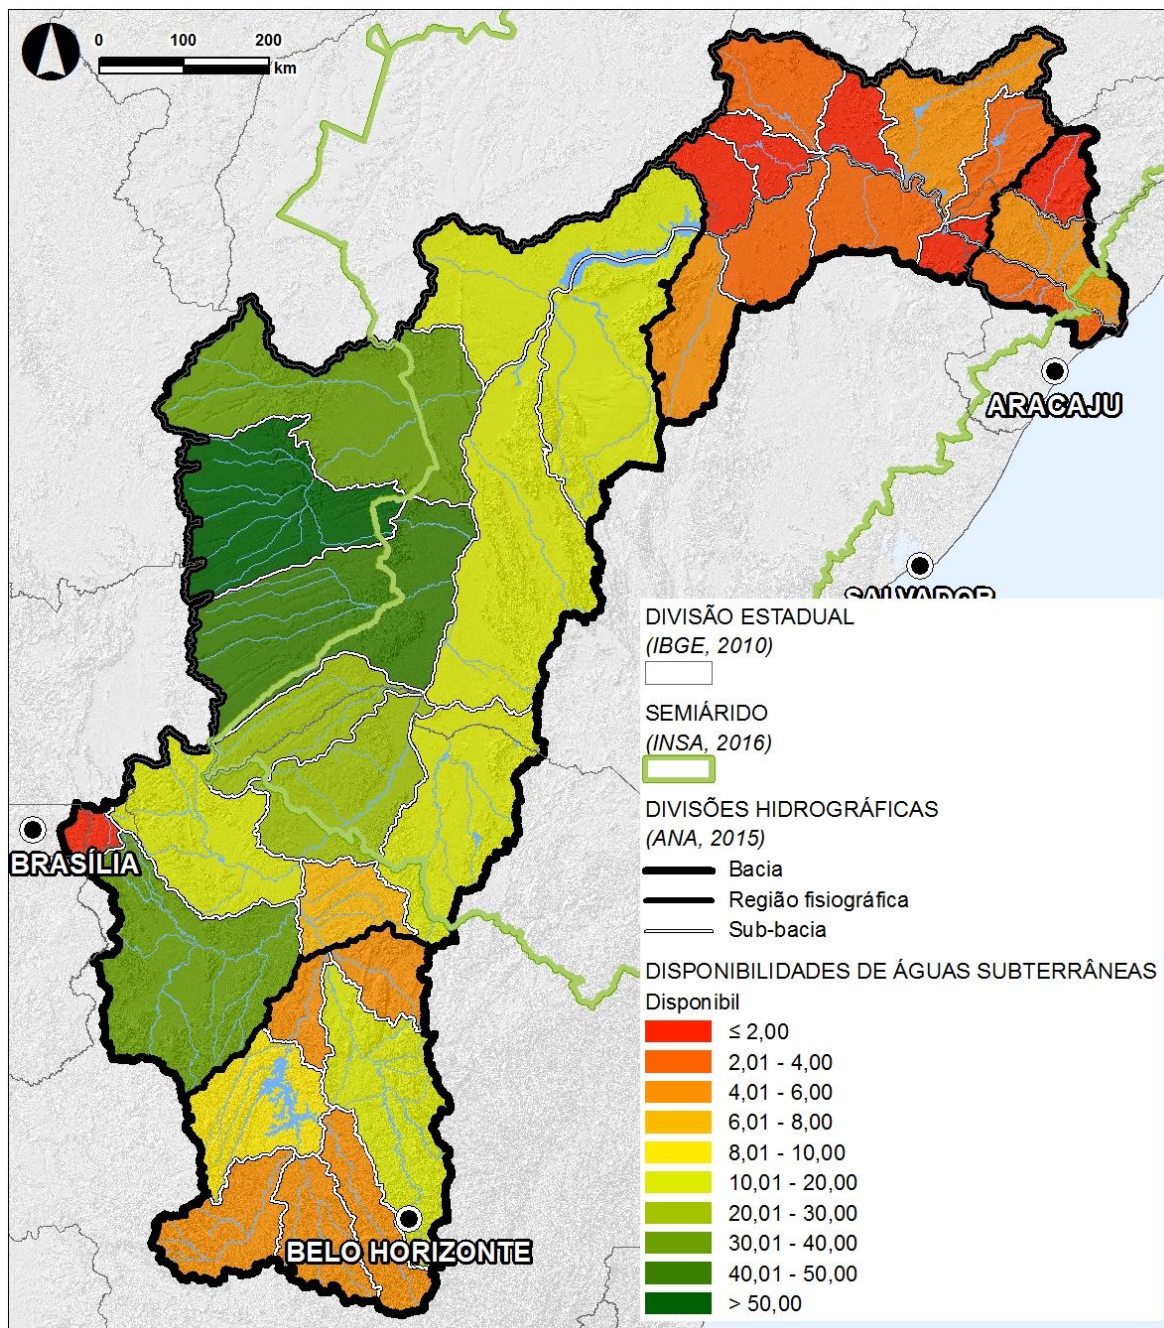 0 100 200
km
ARACAJU
SALVADOR
DIVISÃO ESTADUAL
(IBGE, 2010)
SEMIÁRIDO
(INSA, 2016)
DIVISÕES HIDROGRÁFICAS
(ANA, 2015)
Bacia
Região fisiográfica
Sub-bacia
BRASÍLIA
DISPONIBILIDADES DE ÁGUAS SUBTERRÂNEAS
Disponibil
≤ 2,00
2,01 - 4,00
4,01 - 6,00
6,01 - 8,00
8,01 - 10,00
10,01 - 20,00
20,01 - 30,00
30,01 - 40,00
40,01 - 50,00
> 50,00
BELO HORIZONTE